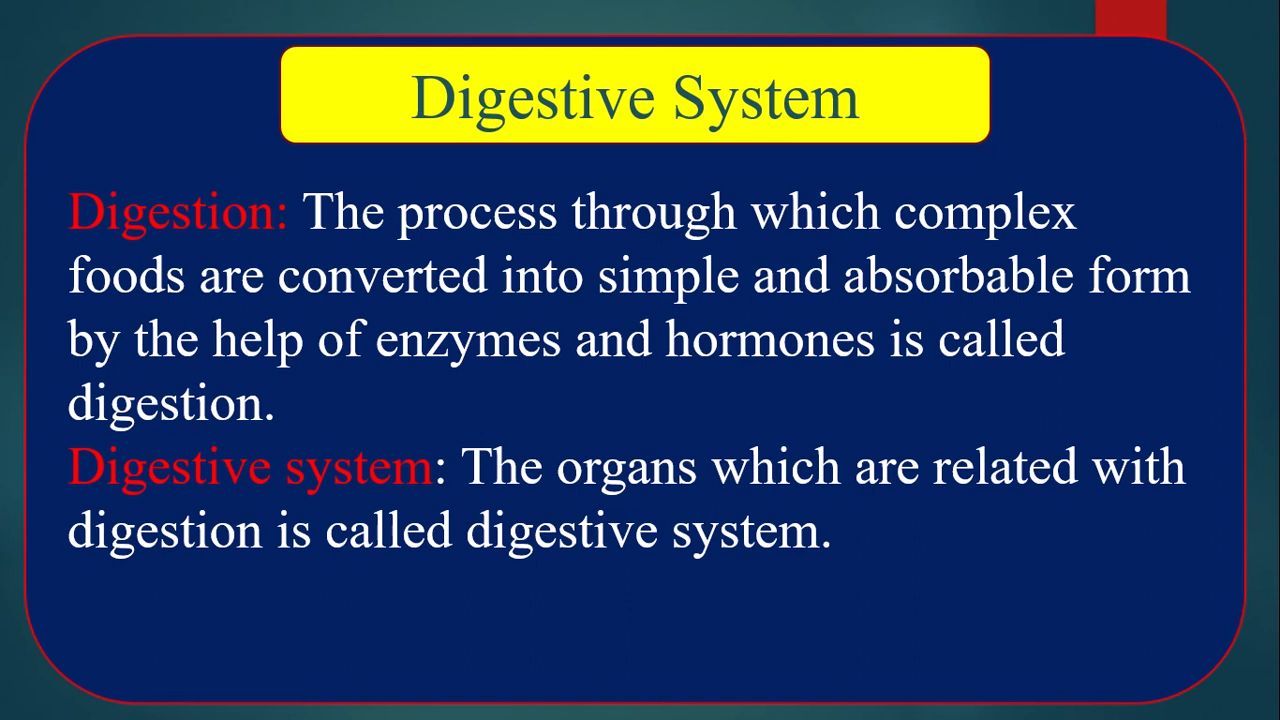 Digestive System
Digestion: The process through which complex
foods are converted into simple and absorbable form
by the help of enzymes and hormones is called
digestion.
Digestive system: The organs which are related with
digestion is called digestive system.